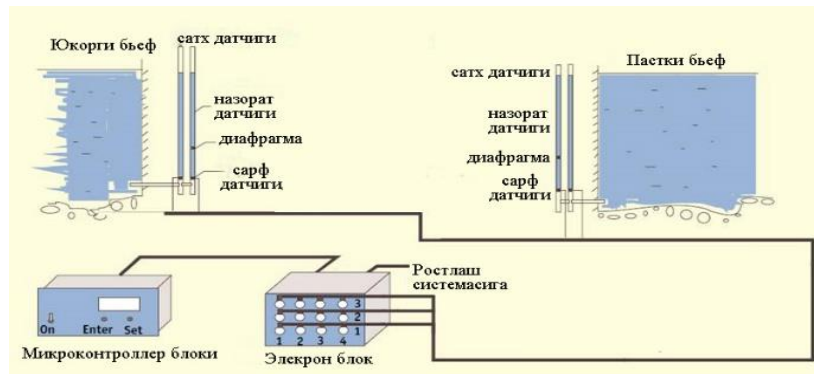 Юкорги бьеф
сатх датчиги
назорат
датчиги
диафрагма
сарф
датчиги
сатх датчиги
Пастки бьеф
назорат
датчиги
диафрагма
сарф
датчиги
Ростлаш
системасига
On
Enter Set
3
2
1
1 2 3 4
Микроконтроллер блоки
Элекрон блок